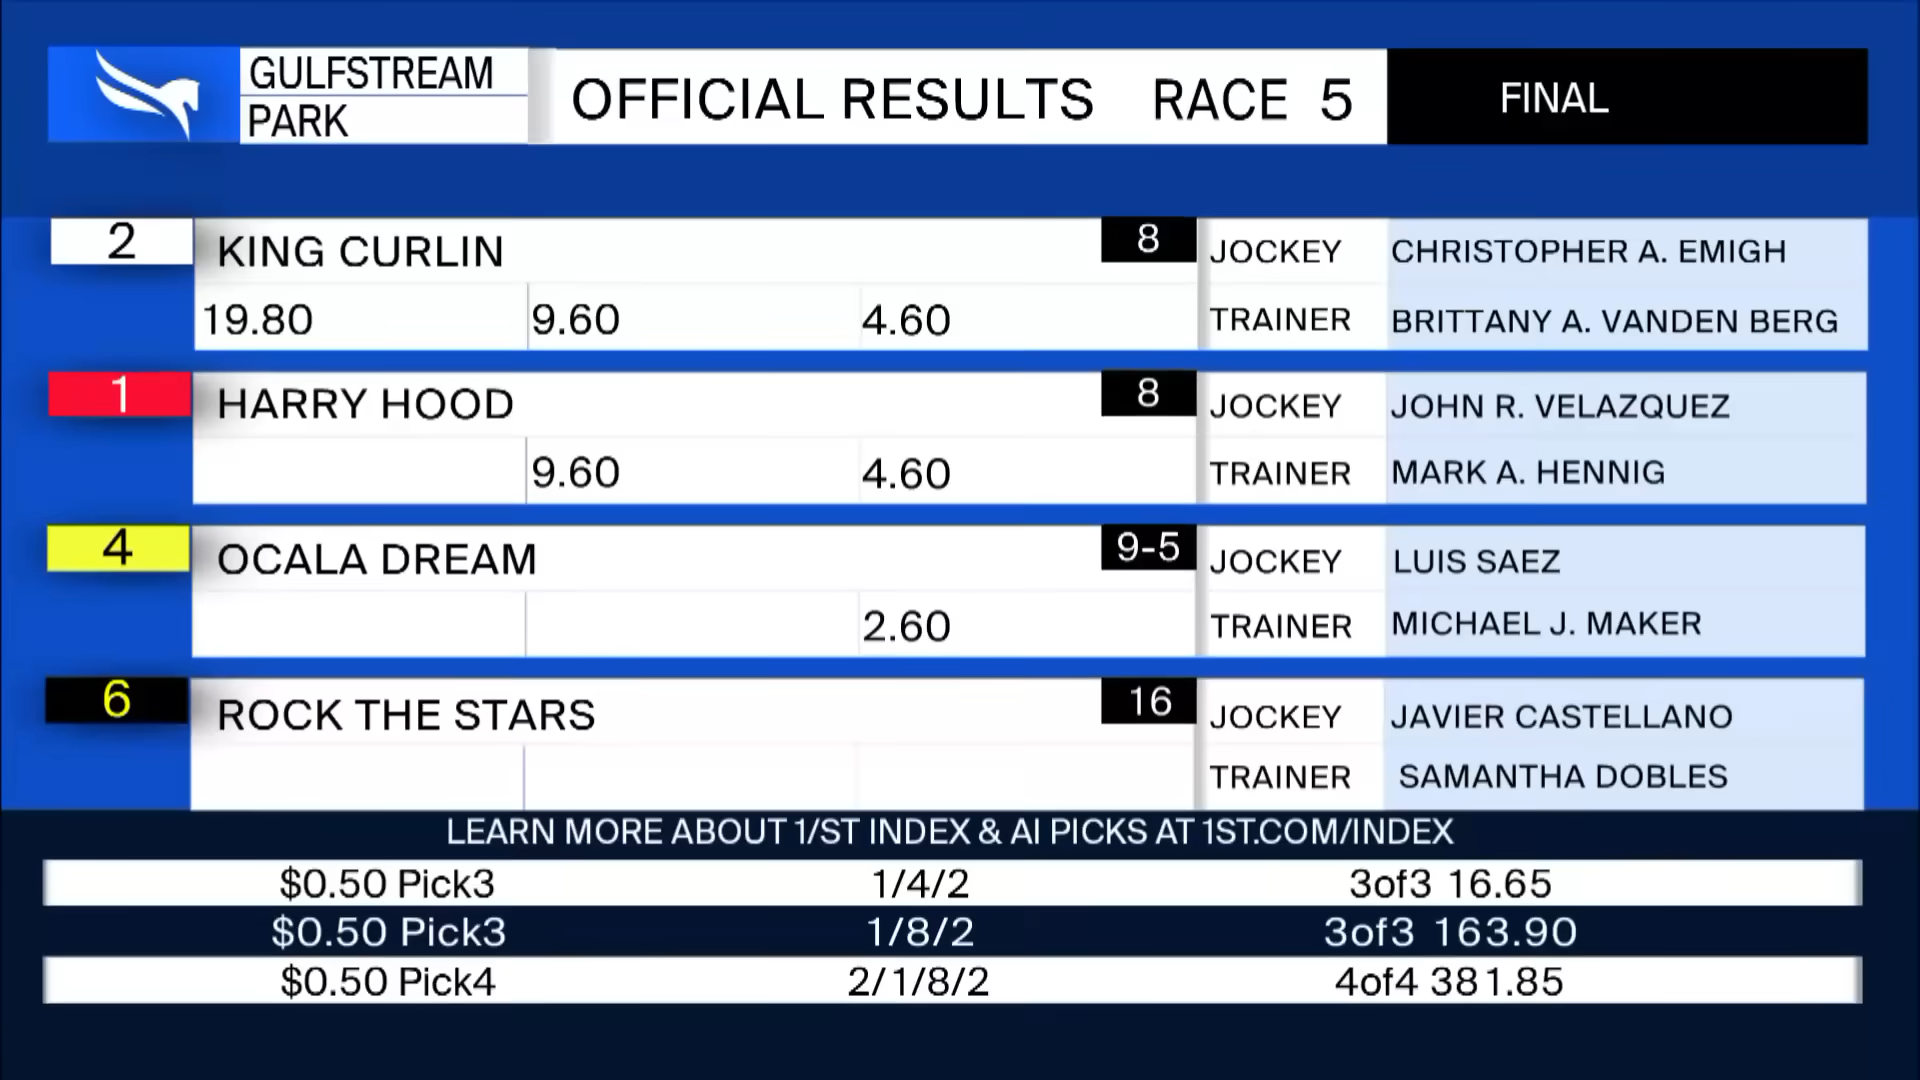 GULFSTREAM
PARK
OFFICIAL RESULTS RACE 5 FINAL
2 KING CURLIN 8 JOCKEY CHRISTOPHER A. EMIGH
19.80 9.60 4.60 TRAINER BRITTANY A. VANDEN BERG
1 HARRY HOOD 8 JOCKEY JOHN R. VELAZQUEZ
9.60 4.60 TRAINER MARK A. HENNIG
4 OCALA DREAM 9-5 JOCKEY LUIS SAEZ
2.60 TRAINER MICHAEL J. MAKER
6 ROCK THE STARS 16 JOCKEY JAVIER CASTELLANO
TRAINER SAMANTHA DOBLES
LEARN MORE ABOUT 1/ST INDEX & AI PICKS AT 1ST.COM/INDEX
$0.50 Pick3 1/4/2 3of3 16.65
$0.50 Pick3 1/8/2 3of3 163.90
$0.50 Pick4 2/1/8/2 4of4 381.85